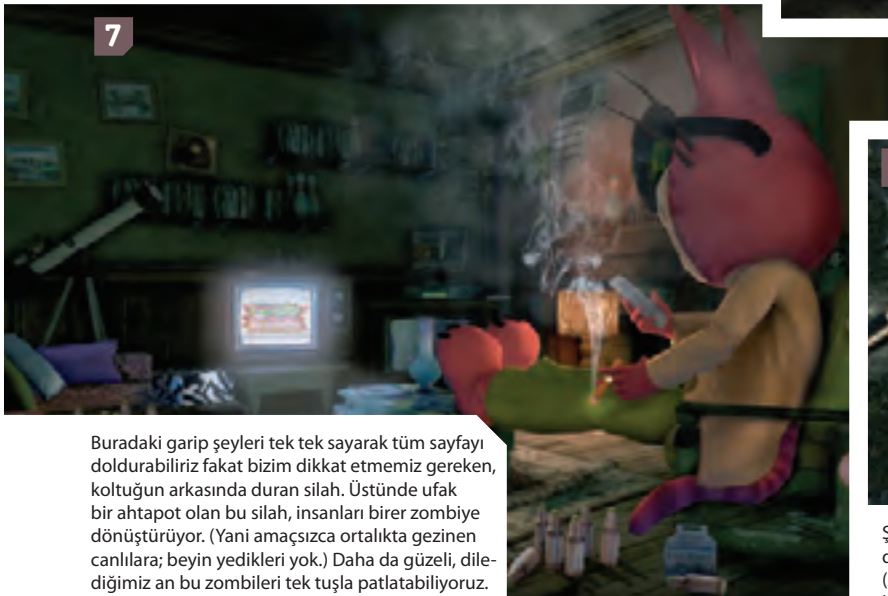 7
Buradaki garip şeyleri tek tek sayarak tüm sayfayı
doldurabiliriz fakat bizim dikkat etmemiz gereken,
koltuğun arkasında duran silah. Üstünde ufak
bir ahtapot olan bu silah, insanları birer zombiye
dönüştürüyor. (Yani amaçsızca ortalıkta gezinen
canlılara; beyin yedikleri yok.) Daha da güzeli, dile-
diğimiz an bu zombileri tek tuşla patlatabiliyoruz.